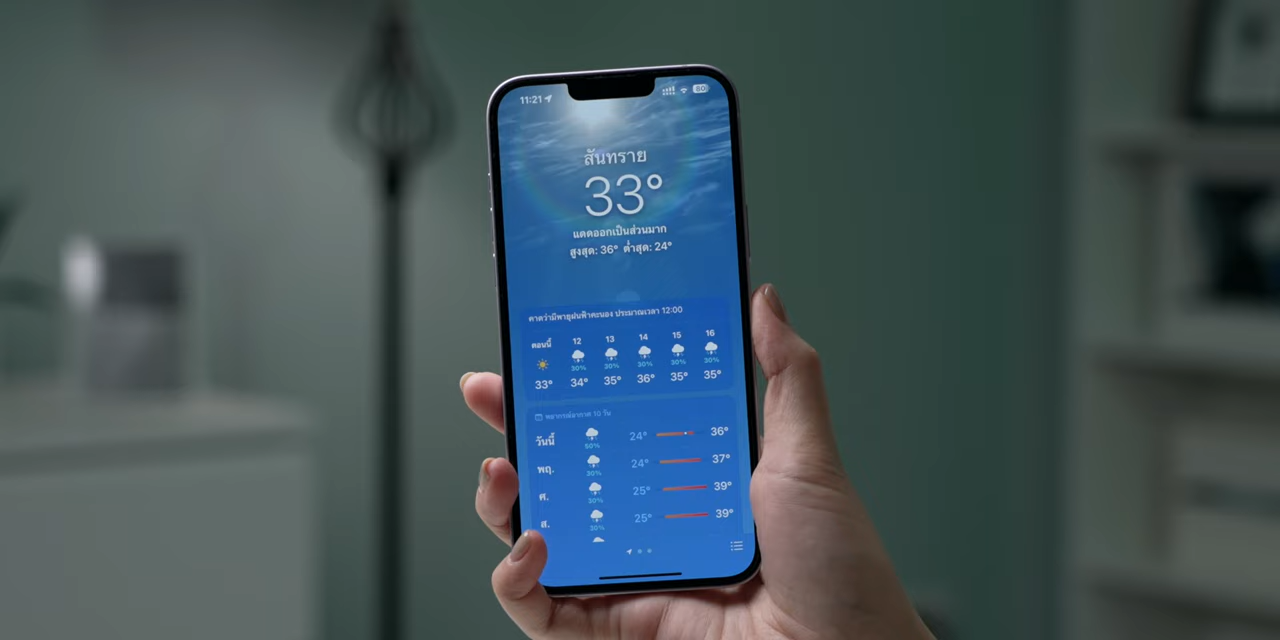 11:21
60
สันทราย
33°
แดดออกเป็นส่วนมาก
สูงสุด: 36° ต่ำสุด: 24°
คาดว่ามีพายุฝนฟ้าคะนอง ประมาณเวลา 12:00
ตอนนี้ 12 13 14 15 16
30% 30% 30% 30% 30%
33° 34° 35° 36° 35° 35°
พยากรณ์อากาศ 10 วัน
วันนี้ 50% 24° 36°
พฤ. 30% 24° 37°
ศ. 30% 25° 39°
ส. 30% 25° 39°